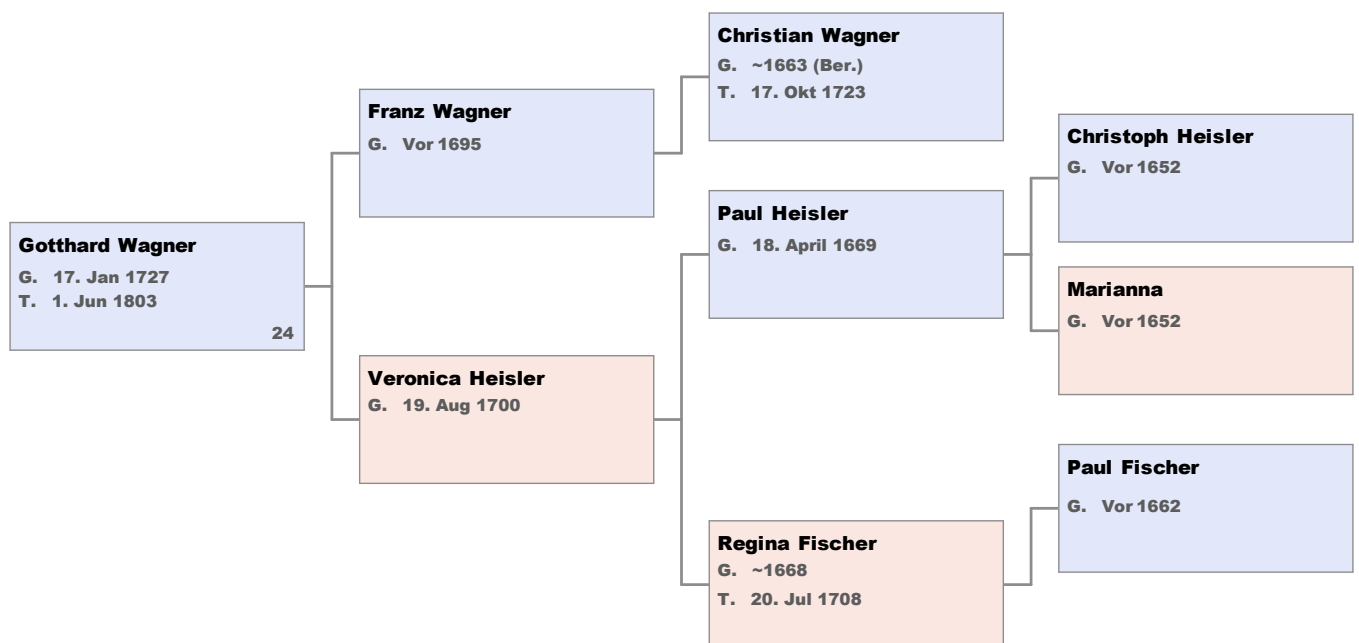 Gotthard Wagner
G. 17. Jan 1727
T. 1. Jun 1803
24
Franz Wagner
G. Vor 1695
Veronica Heisler
G. 19. Aug 1700
Christian Wagner
G. ~1663 (Ber.)
T. 17. Okt 1723
Paul Heisler
G. 18. April 1669
Regina Fischer
G. ~1668
T. 20. Jul 1708
Christoph Heisler
G. Vor 1652
Marianna
G. Vor 1652
Paul Fischer
G. Vor 1662